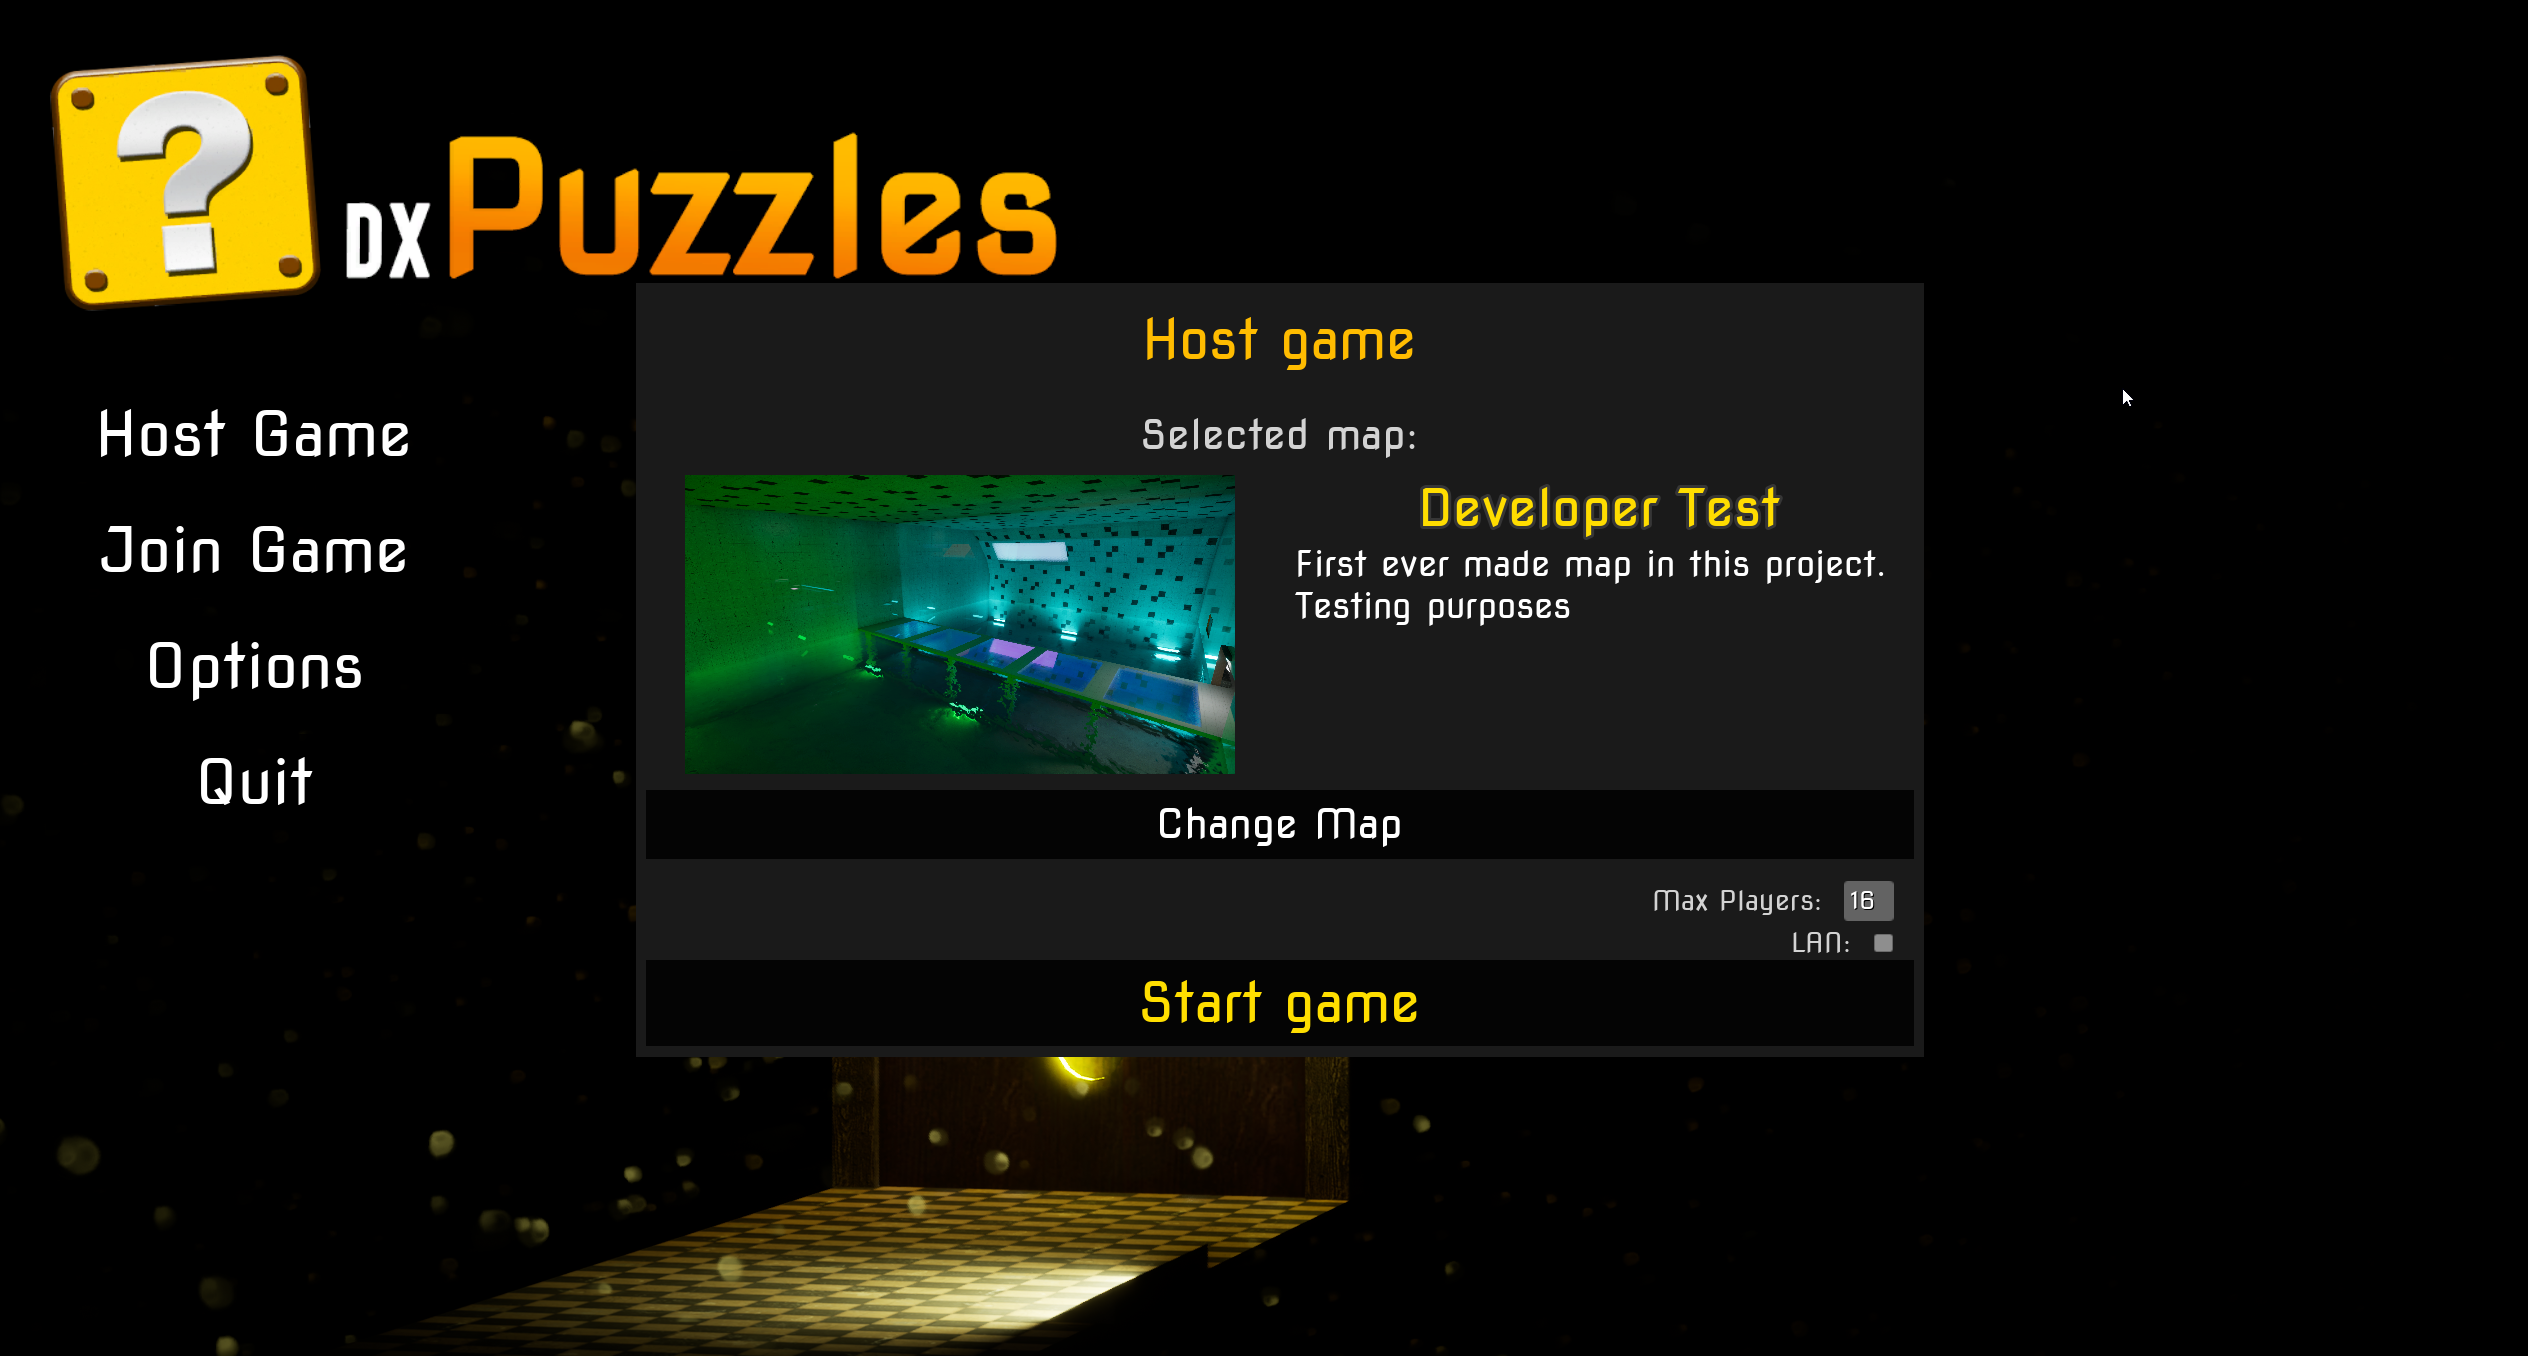 ?
DX Puzzles
Host Game
Join Game
Options
Quit
Host game
Selected map:
Developer Test
First ever made map in this project.
Testing purposes
Change Map
Max Players: 16
LAN:
Start game